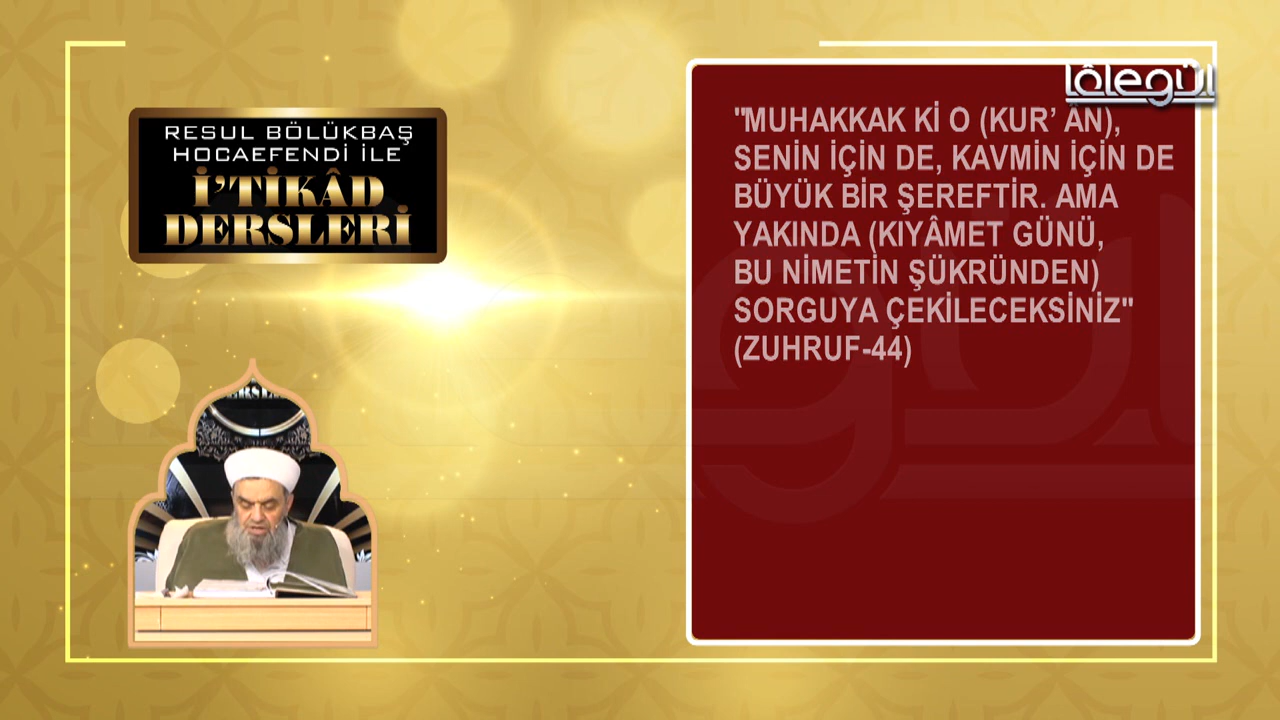 RESUL BÖLÜKBAŞ
HOCAEFENDİ İLE
İ'TİKÂD
DERSLERİ
lâlegül
"MUHAKKAK Kİ O (KUR' ÂN),
SENİN İÇİN DE, KAVMİN İÇİN DE
BÜYÜK BİR ŞEREFTİR. AMA
YAKINDA (KIYÂMET GÜNÜ,
BU NİMETİN ŞÜKRÜNDEN)
SORGUYA ÇEKİLECEKSİNİZ"
(ZUHRUF-44)